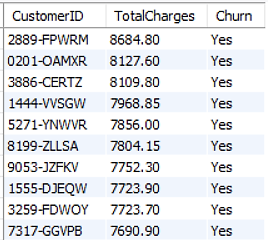 CustomerID TotalCharges Churn
2889-FPWRM 8684.80 Yes
0201-OAMXR 8127.60 Yes
3886-CERTZ 8109.80 Yes
1444-VVSGW 7968.85 Yes
5271-YNWVR 7856.00 Yes
8199-ZLLSA 7804.15 Yes
9053-JZFKV 7752.30 Yes
1555-DJEQW 7723.90 Yes
3259-FDWOY 7723.70 Yes
7317-GGVPB 7690.90 Yes